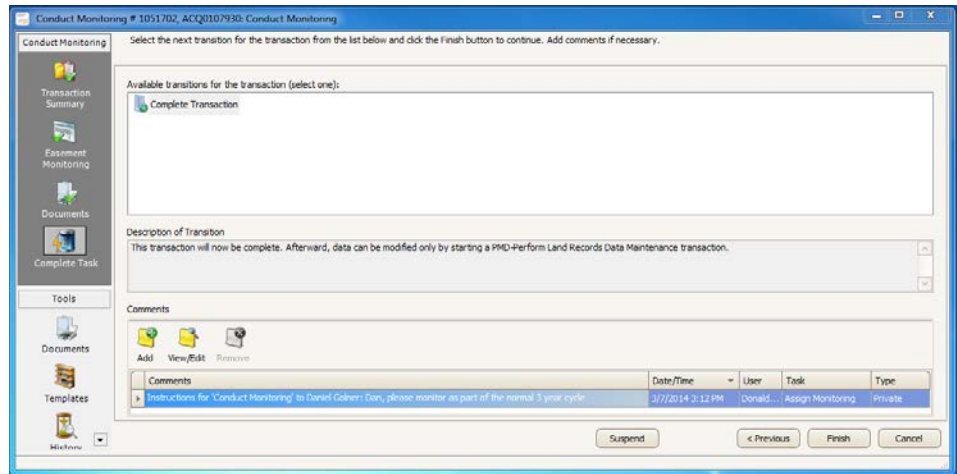 Conduct Monitoring # 1051702, ACQ0107930: Conduct Monitoring
Conduct Monitoring
Select the next transition for the transaction from the list below and click the Finish button to continue. Add comments if necessary.
Transaction
Summary
Easement
Monitoring
Documents
Complete Task
Available transitions for the transaction (select one):
Complete Transaction
Description of Transition
This transaction will now be complete. Afterward, data can be modified only by starting a PMD-Perform Land Records Data Maintenance transaction.
Tools
Documents
Templates
History
Comments
Add View/Edit Remove
Comments Date/Time User Task Type
Instructions for 'Conduct Monitoring' to Daniel Golner: Dan, please monitor as part of the normal 3 year cycle 3/7/2014 3:12 PM Donald... Assign Monitoring Private
Suspend < Previous Finish Cancel